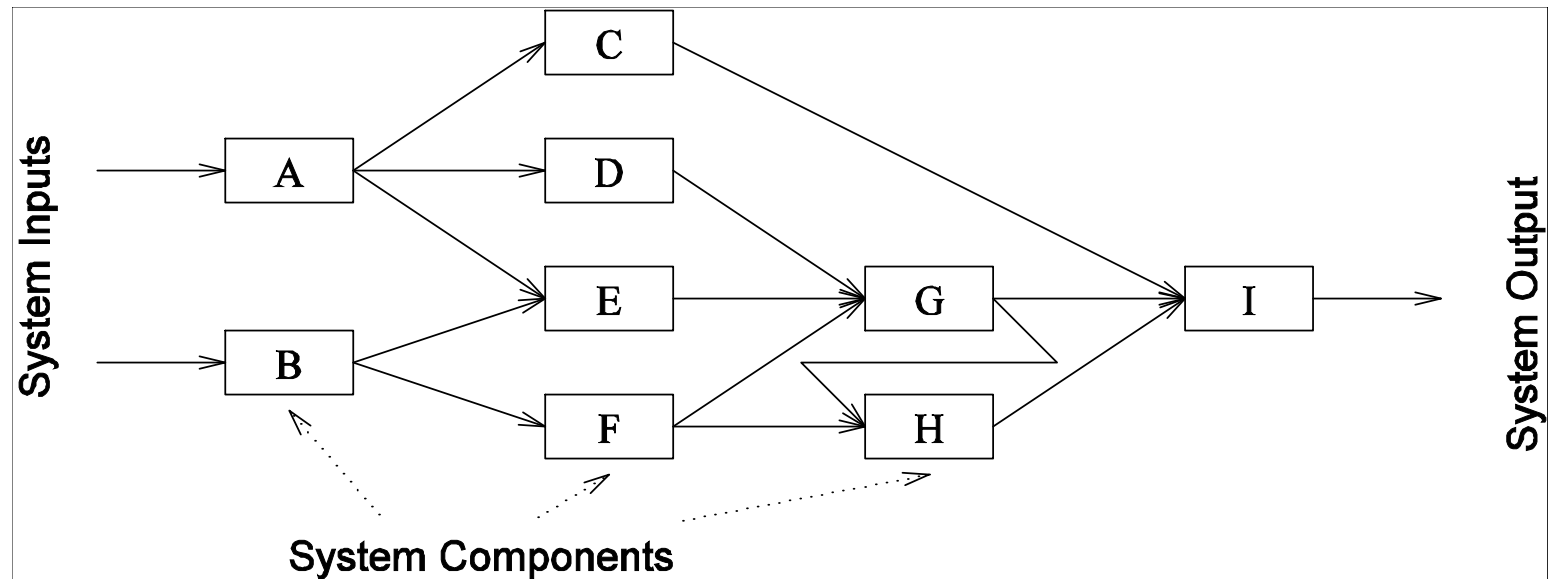 System Inputs
A
B
C
D
E
F
G
H
I
System Output
System Components